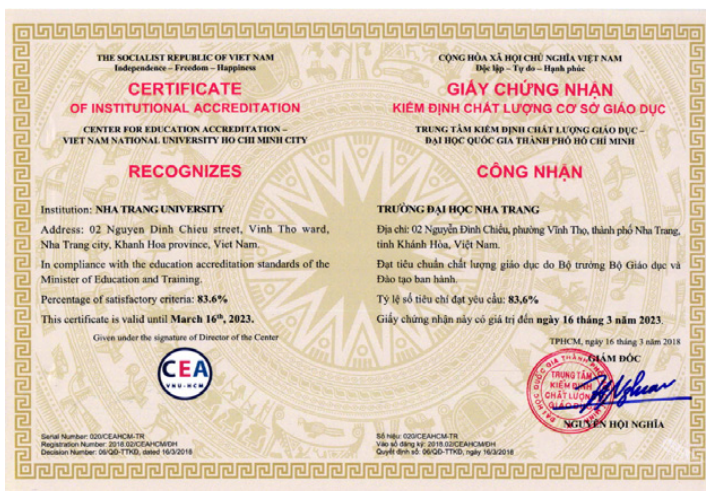 THE SOCIALIST REPUBLIC OF VIET NAM
Independence – Freedom – Happiness
CERTIFICATE
OF INSTITUTIONAL ACCREDITATION
CENTER FOR EDUCATION ACCREDITATION –
VIET NAM NATIONAL UNIVERSITY HO CHI MINH CITY
RECOGNIZES
Institution: NHA TRANG UNIVERSITY
Address: 02 Nguyen Dinh Chieu street, Vinh Tho ward,
Nha Trang city, Khanh Hoa province, Viet Nam.
In compliance with the education accreditation standards of the
Minister of Education and Training.
Percentage of satisfactory criteria: 83.6%
This certificate is valid until March 16th, 2023.
Given under the signature of Director of the Center
CEA
VNU-HCM
Serial Number: 020/CEAHCM-TR
Registration Number: 2018.02/CEAHCM/ĐH
Decision Number: 06/QĐ-TTKĐ, dated 16/3/2018
CỘNG HÒA XÃ HỘI CHỦ NGHĨA VIỆT NAM
Độc lập – Tự do – Hạnh phúc
GIẤY CHỨNG NHẬN
KIỂM ĐỊNH CHẤT LƯỢNG CƠ SỞ GIÁO DỤC
TRUNG TÂM KIỂM ĐỊNH CHẤT LƯỢNG GIÁO DỤC –
ĐẠI HỌC QUỐC GIA THÀNH PHỐ HỒ CHÍ MINH
CÔNG NHẬN
TRƯỜNG ĐẠI HỌC NHA TRANG
Địa chỉ: 02 Nguyễn Đình Chiểu, phường Vĩnh Thọ, thành phố Nha Trang,
tỉnh Khánh Hòa, Việt Nam.
Đạt tiêu chuẩn chất lượng giáo dục do Bộ trưởng Bộ Giáo dục và
Đào tạo ban hành.
Tỷ lệ số tiêu chí đạt yêu cầu: 83,6%
Giấy chứng nhận này có giá trị đến ngày 16 tháng 3 năm 2023.
TPHCM, ngày 16 tháng 3 năm 2018
GIÁM ĐỐC
TRUNG TÂM
KIỂM ĐỊNH
CHẤT LƯỢNG
GIÁO DỤC
NGUYỄN HỘI NGHĨA
Số hiệu: 020/CEAHCM-TR
Vào sổ đăng ký: 2018.02/CEAHCM/ĐH
Quyết định số: 06/QĐ-TTKĐ, ngày 16/3/2018